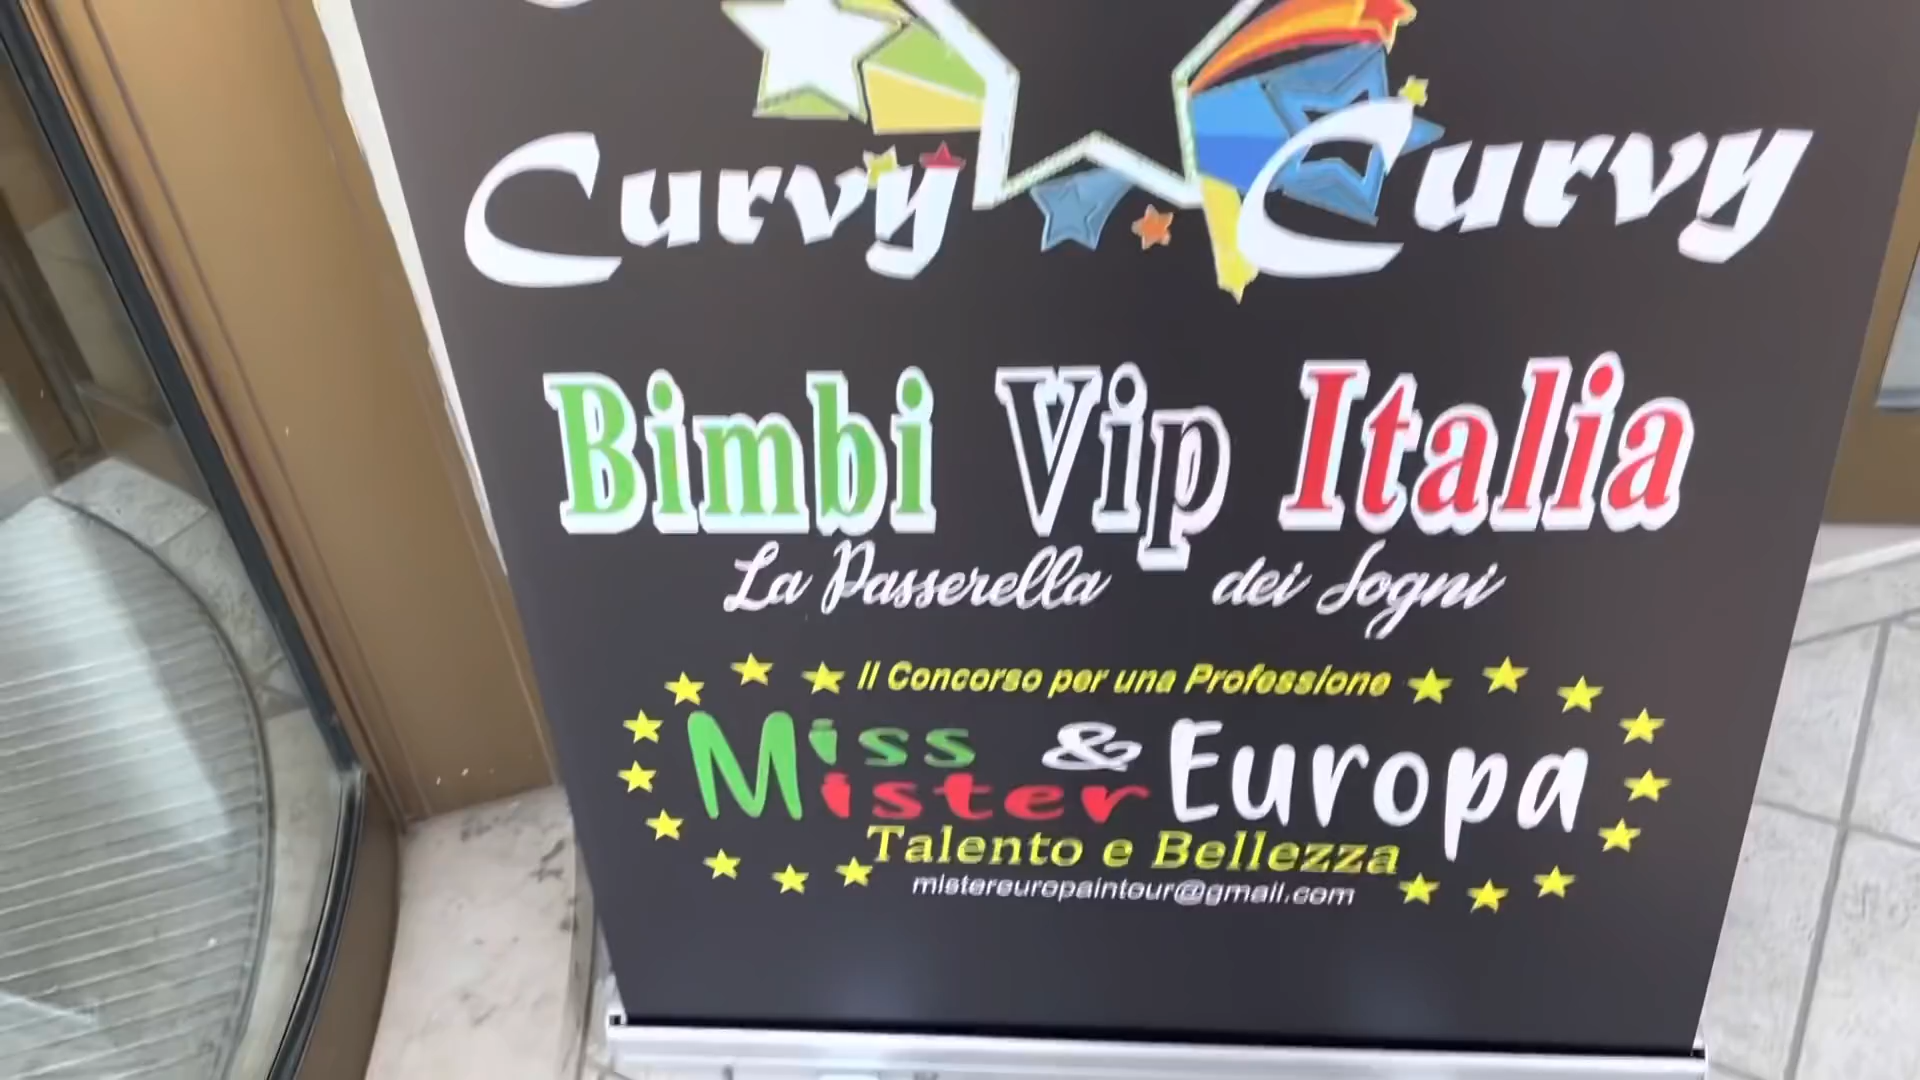 Curvy Curvy
Bimbi Vip Italia
La Passerella dei Sogni
Il Concorso per una Professione
Miss & Mister Europa
Talento e Bellezza
mistereuropaintour@gmail.com